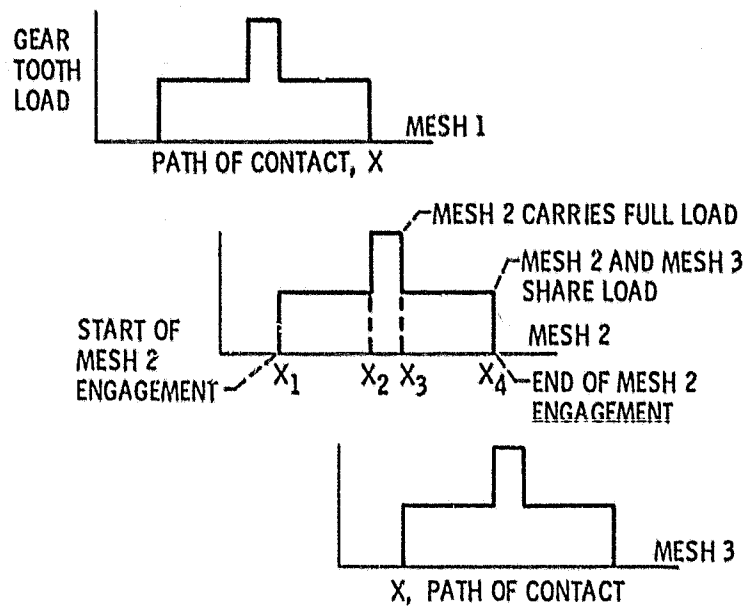 GEAR
TOOTH
LOAD
MESH 1
PATH OF CONTACT, X
MESH 2 CARRIES FULL LOAD
MESH 2 AND MESH 3
SHARE LOAD
START OF
MESH 2
ENGAGEMENT
MESH 2
X1
X2
X3
X4
END OF MESH 2
ENGAGEMENT
MESH 3
X, PATH OF CONTACT